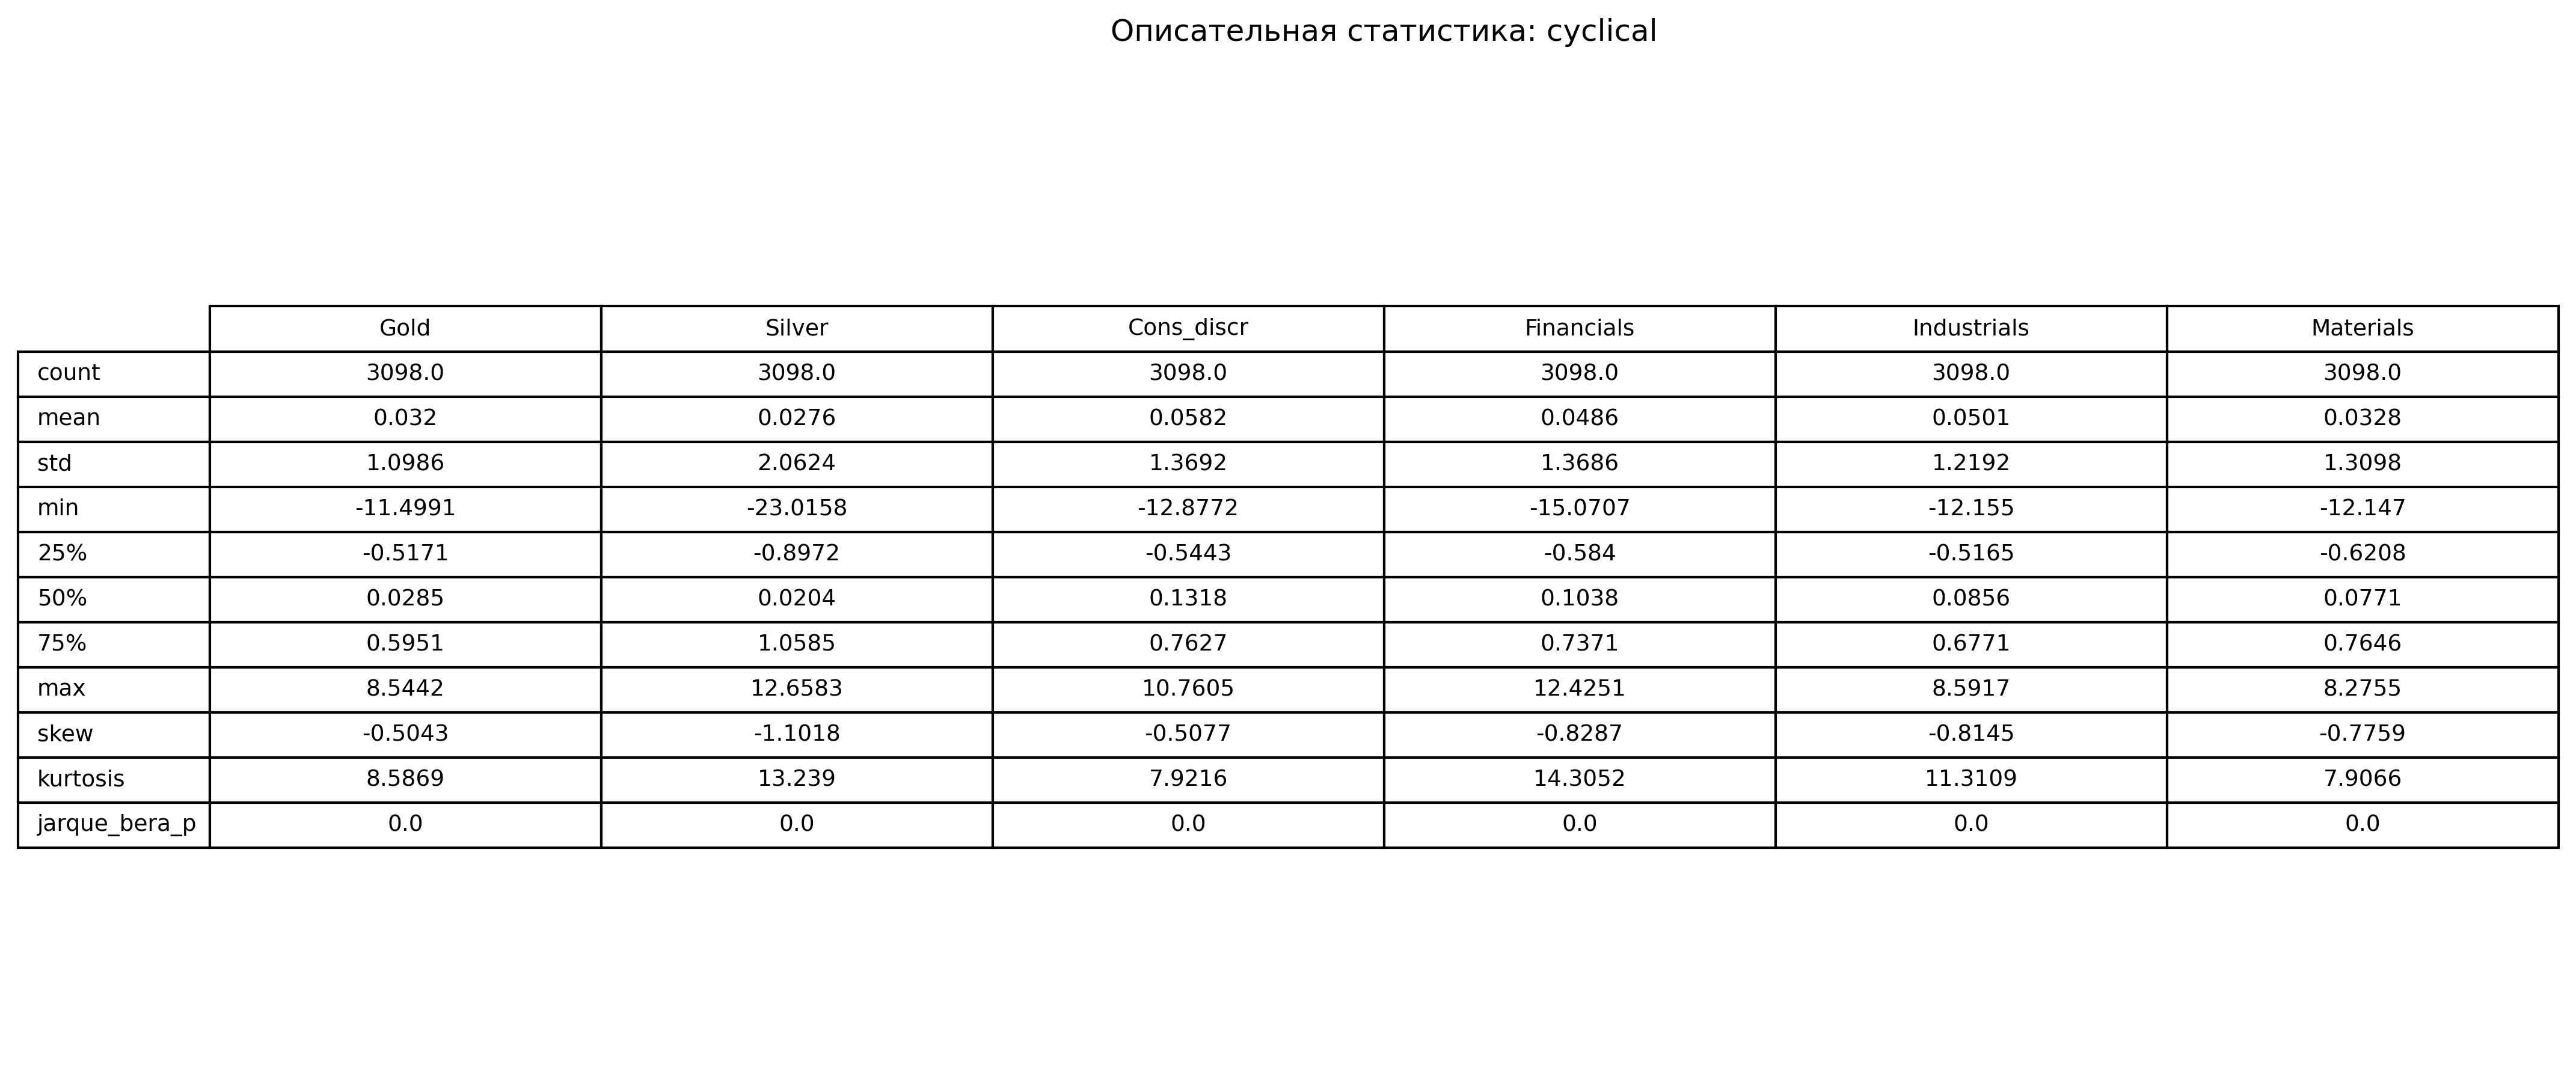 Описательная статистика: cyclical
Gold Silver Cons_discr Financials Industrials Materials
count 3098.0 3098.0 3098.0 3098.0 3098.0 3098.0
mean 0.032 0.0276 0.0582 0.0486 0.0501 0.0328
std 1.0986 2.0624 1.3692 1.3686 1.2192 1.3098
min -11.4991 -23.0158 -12.8772 -15.0707 -12.155 -12.147
25% -0.5171 -0.8972 -0.5443 -0.584 -0.5165 -0.6208
50% 0.0285 0.0204 0.1318 0.1038 0.0856 0.0771
75% 0.5951 1.0585 0.7627 0.7371 0.6771 0.7646
max 8.5442 12.6583 10.7605 12.4251 8.5917 8.2755
skew -0.5043 -1.1018 -0.5077 -0.8287 -0.8145 -0.7759
kurtosis 8.5869 13.239 7.9216 14.3052 11.3109 7.9066
jarque_bera_p 0.0 0.0 0.0 0.0 0.0 0.0